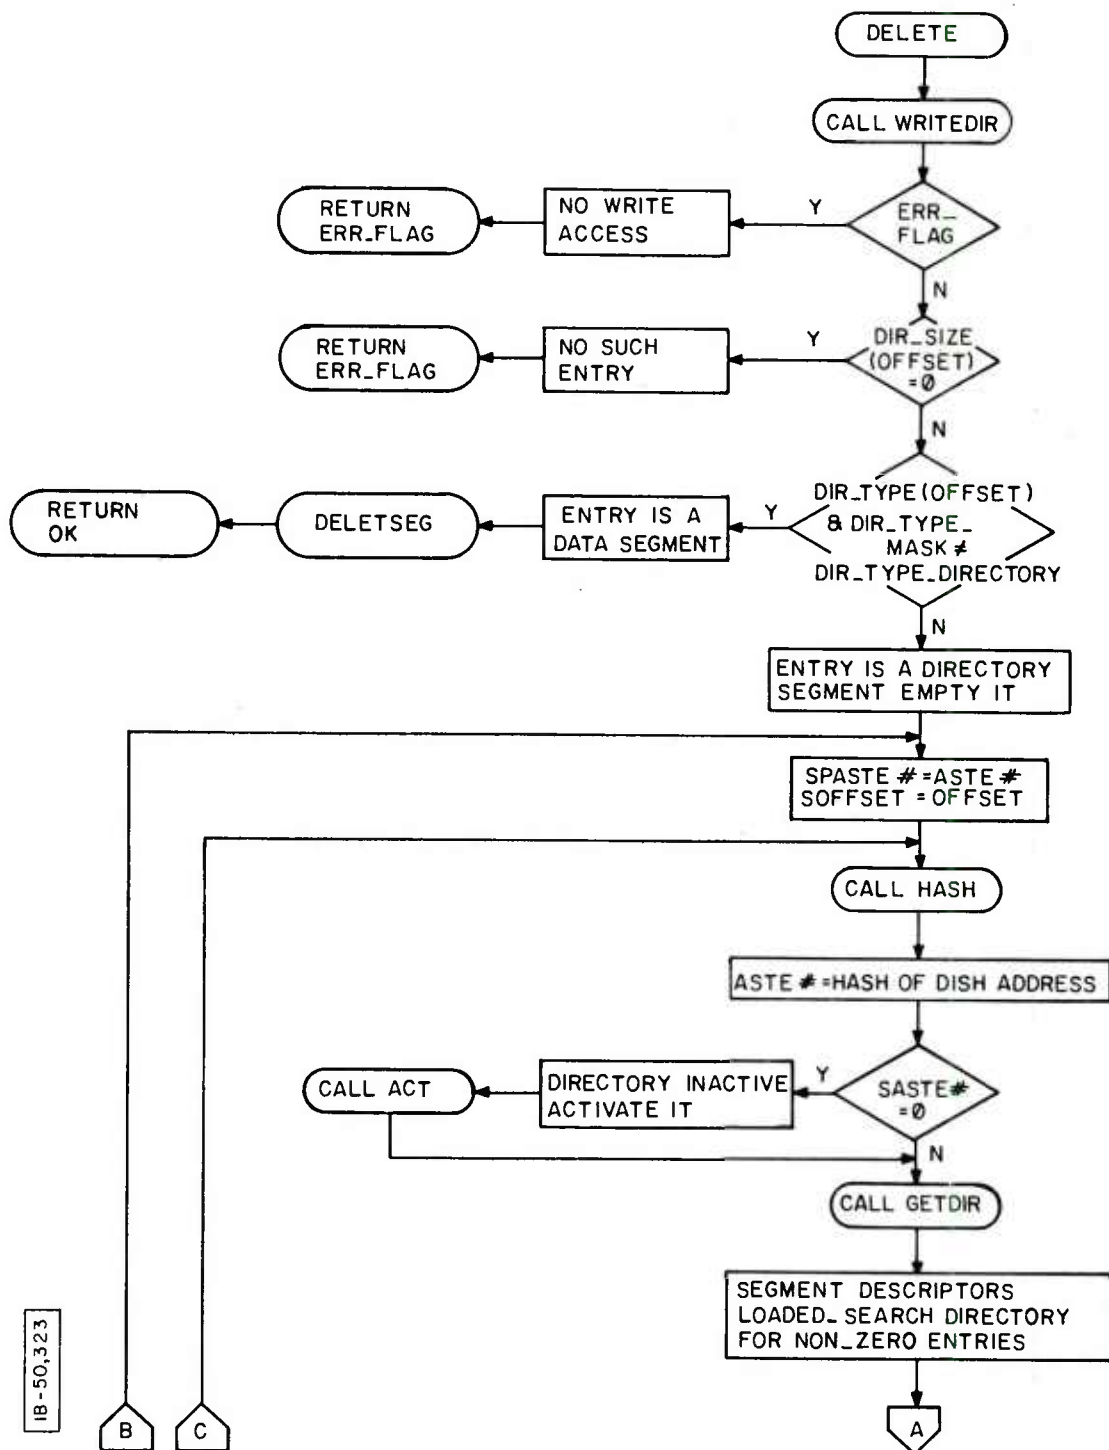 DELETE
CALL WRITEDIR
ERR_
FLAG
Y
NO WRITE
ACCESS
RETURN
ERR_FLAG
N
DIR_SIZE
(OFFSET)
=Ø
Y
NO SUCH
ENTRY
RETURN
ERR_FLAG
N
DIR_TYPE(OFFSET)
& DIR_TYPE_
MASK ≠
DIR_TYPE_DIRECTORY
Y
ENTRY IS A
DATA SEGMENT
DELETSEG
RETURN
OK
N
ENTRY IS A DIRECTORY
SEGMENT EMPTY IT
SPASTE # =ASTE #
SOFFSET = OFFSET
CALL HASH
ASTE # =HASH OF DISH ADDRESS
SASTE#
=Ø
Y
DIRECTORY INACTIVE
ACTIVATE IT
CALL ACT
N
CALL GETDIR
SEGMENT DESCRIPTORS
LOADED_ SEARCH DIRECTORY
FOR NON_ZERO ENTRIES
IB-50,323
B
C
A